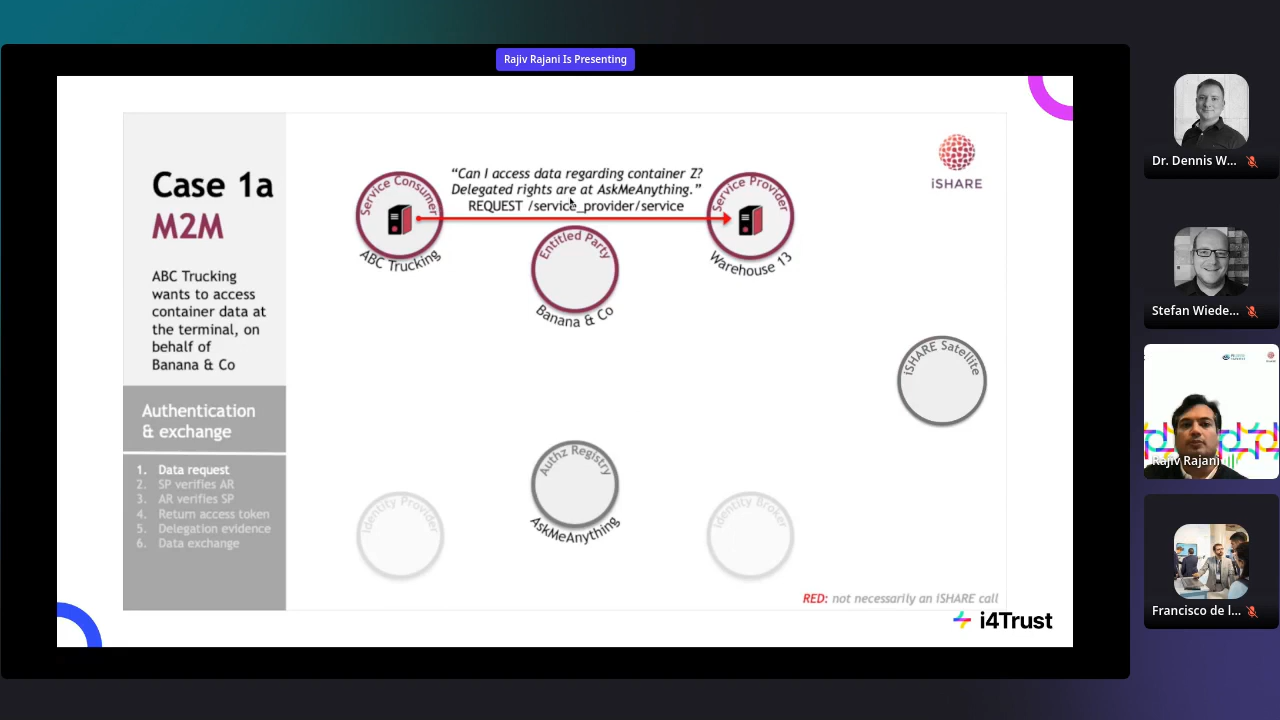 Rajiv Rajani Is Presenting
Case 1a
M2M
ABC Trucking
wants to access
container data at
the terminal, on
behalf of
Banana & Co
Authentication
& exchange
1. Data request
2. SP verifies AR
3. AR verifies SP
4. Return access token
5. Delegation evidence
6. Data exchange
“Can I access data regarding container Z?
Delegated rights are at AskMeAnything.”
REQUEST /service_provider/service
Service Consumer
ABC Trucking
Entitled Party
Banana & Co
Service Provider
Warehouse 13
iSHARE
iSHARE Satellite
Authz Registry
AskMeAnything
Identity Provider
Identity Broker
RED: not necessarily an iSHARE call
i4Trust
Dr. Dennis W...
Stefan Wiede...
Rajiv Rajani
Francisco de l...